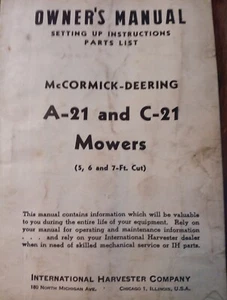 OWNER'S MANUAL
SETTING UP INSTRUCTIONS
PARTS LIST
McCORMICK-DEERING
A-21 and C-21
Mowers
(5, 6 and 7-Ft. Cut)
This manual contains information which will be valuable
to you during the entire life of your equipment. Rely on
your manual for operating and maintenance information
. . . . and rely on your International Harvester dealer
when in need of skilled mechanical service or IH parts.
INTERNATIONAL HARVESTER COMPANY
180 NORTH MICHIGAN AVE. CHICAGO 1, ILLINOIS, U.S.A.